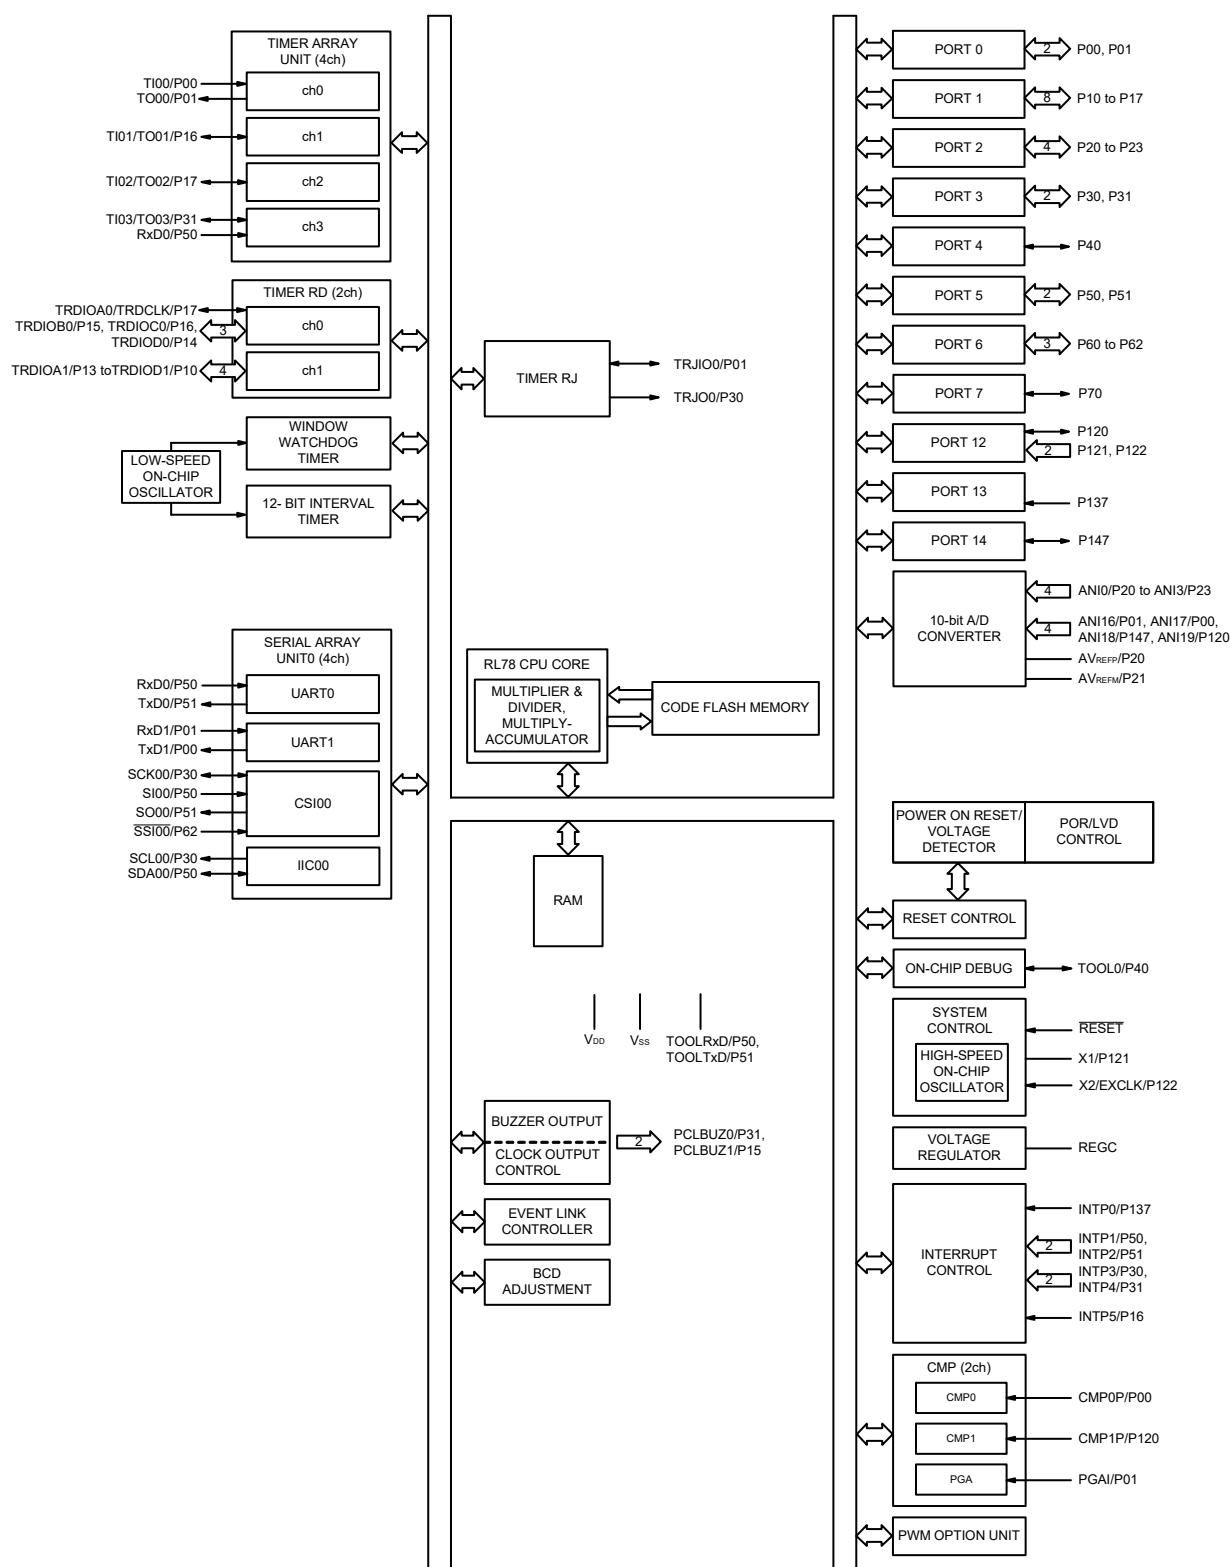 TIMER ARRAY
UNIT (4ch)
TI00/P00
TO00/P01
ch0
TI01/TO01/P16
ch1
TI02/TO02/P17
ch2
TI03/TO03/P31
RxD0/P50
ch3
TIMER RD (2ch)
TRDIOA0/TRDCLK/P17
TRDIOB0/P15, TRDIOC0/P16,
TRDIOD0/P14
3
ch0
TRDIOA1/P13 toTRDIOD1/P10
4
ch1
WINDOW
WATCHDOG
TIMER
LOW-SPEED
ON-CHIP
OSCILLATOR
12- BIT INTERVAL
TIMER
SERIAL ARRAY
UNIT0 (4ch)
RxD0/P50
TxD0/P51
UART0
RxD1/P01
TxD1/P00
UART1
SCK00/P30
SI00/P50
SO00/P51
SSI00/P62
CSI00
SCL00/P30
SDA00/P50
IIC00
TIMER RJ
TRJIO0/P01
TRJO0/P30
RL78 CPU CORE
MULTIPLIER &
DIVIDER,
MULTIPLY-
ACCUMULATOR
CODE FLASH MEMORY
RAM
VDD
VSS
TOOLRxD/P50,
TOOLTxD/P51
BUZZER OUTPUT
CLOCK OUTPUT
CONTROL
2
PCLBUZ0/P31,
PCLBUZ1/P15
EVENT LINK
CONTROLLER
BCD
ADJUSTMENT
PORT 0
2
P00, P01
PORT 1
8
P10 to P17
PORT 2
4
P20 to P23
PORT 3
2
P30, P31
PORT 4
P40
PORT 5
2
P50, P51
PORT 6
3
P60 to P62
PORT 7
P70
PORT 12
P120
2
P121, P122
PORT 13
P137
PORT 14
P147
10-bit A/D
CONVERTER
4
ANI0/P20 to ANI3/P23
4
ANI16/P01, ANI17/P00,
ANI18/P147, ANI19/P120
AVREFP/P20
AVREFM/P21
POWER ON RESET/
VOLTAGE
DETECTOR
POR/LVD
CONTROL
RESET CONTROL
ON-CHIP DEBUG
TOOL0/P40
SYSTEM
CONTROL
HIGH-SPEED
ON-CHIP
OSCILLATOR
RESET
X1/P121
X2/EXCLK/P122
VOLTAGE
REGULATOR
REGC
INTERRUPT
CONTROL
INTP0/P137
2
INTP1/P50,
INTP2/P51
2
INTP3/P30,
INTP4/P31
INTP5/P16
CMP (2ch)
CMP0
CMP0P/P00
CMP1
CMP1P/P120
PGA
PGAI/P01
PWM OPTION UNIT